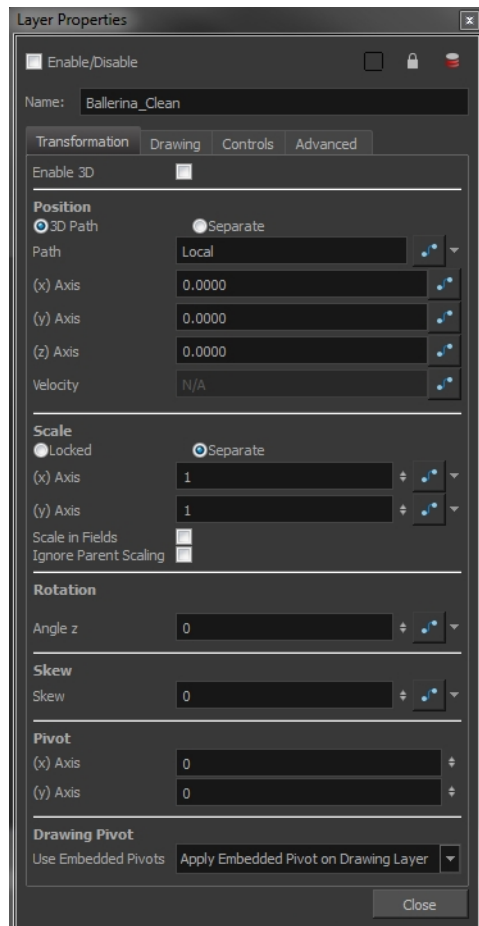 Layer Properties
Enable/Disable
Name: Ballerina_Clean
Transformation Drawing Controls Advanced
Enable 3D
Position
3D Path Separate
Path Local
(x) Axis 0.0000
(y) Axis 0.0000
(z) Axis 0.0000
Velocity N/A
Scale
Locked Separate
(x) Axis 1
(y) Axis 1
Scale in Fields
Ignore Parent Scaling
Rotation
Angle z 0
Skew
Skew 0
Pivot
(x) Axis 0
(y) Axis 0
Drawing Pivot
Use Embedded Pivots Apply Embedded Pivot on Drawing Layer
Close